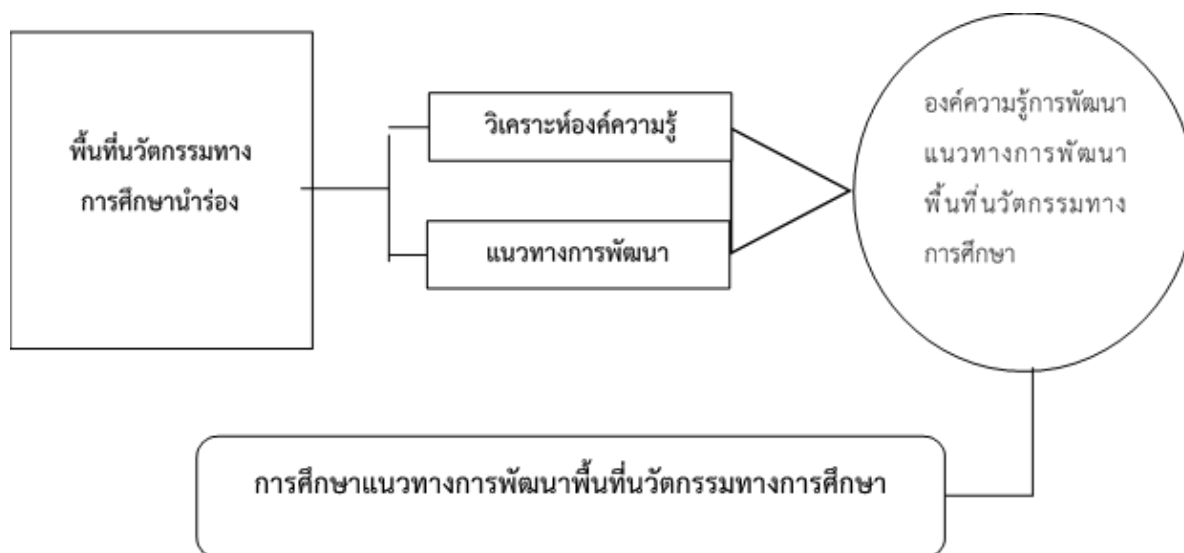 พื้นที่นวัตกรรมทาง
การศึกษานำร่อง
วิเคราะห์องค์ความรู้
แนวทางการพัฒนา
องค์ความรู้การพัฒนา
แนวทางการพัฒนา
พื้นที่นวัตกรรมทาง
การศึกษา
การศึกษาแนวทางการพัฒนาพื้นที่นวัตกรรมทางการศึกษา